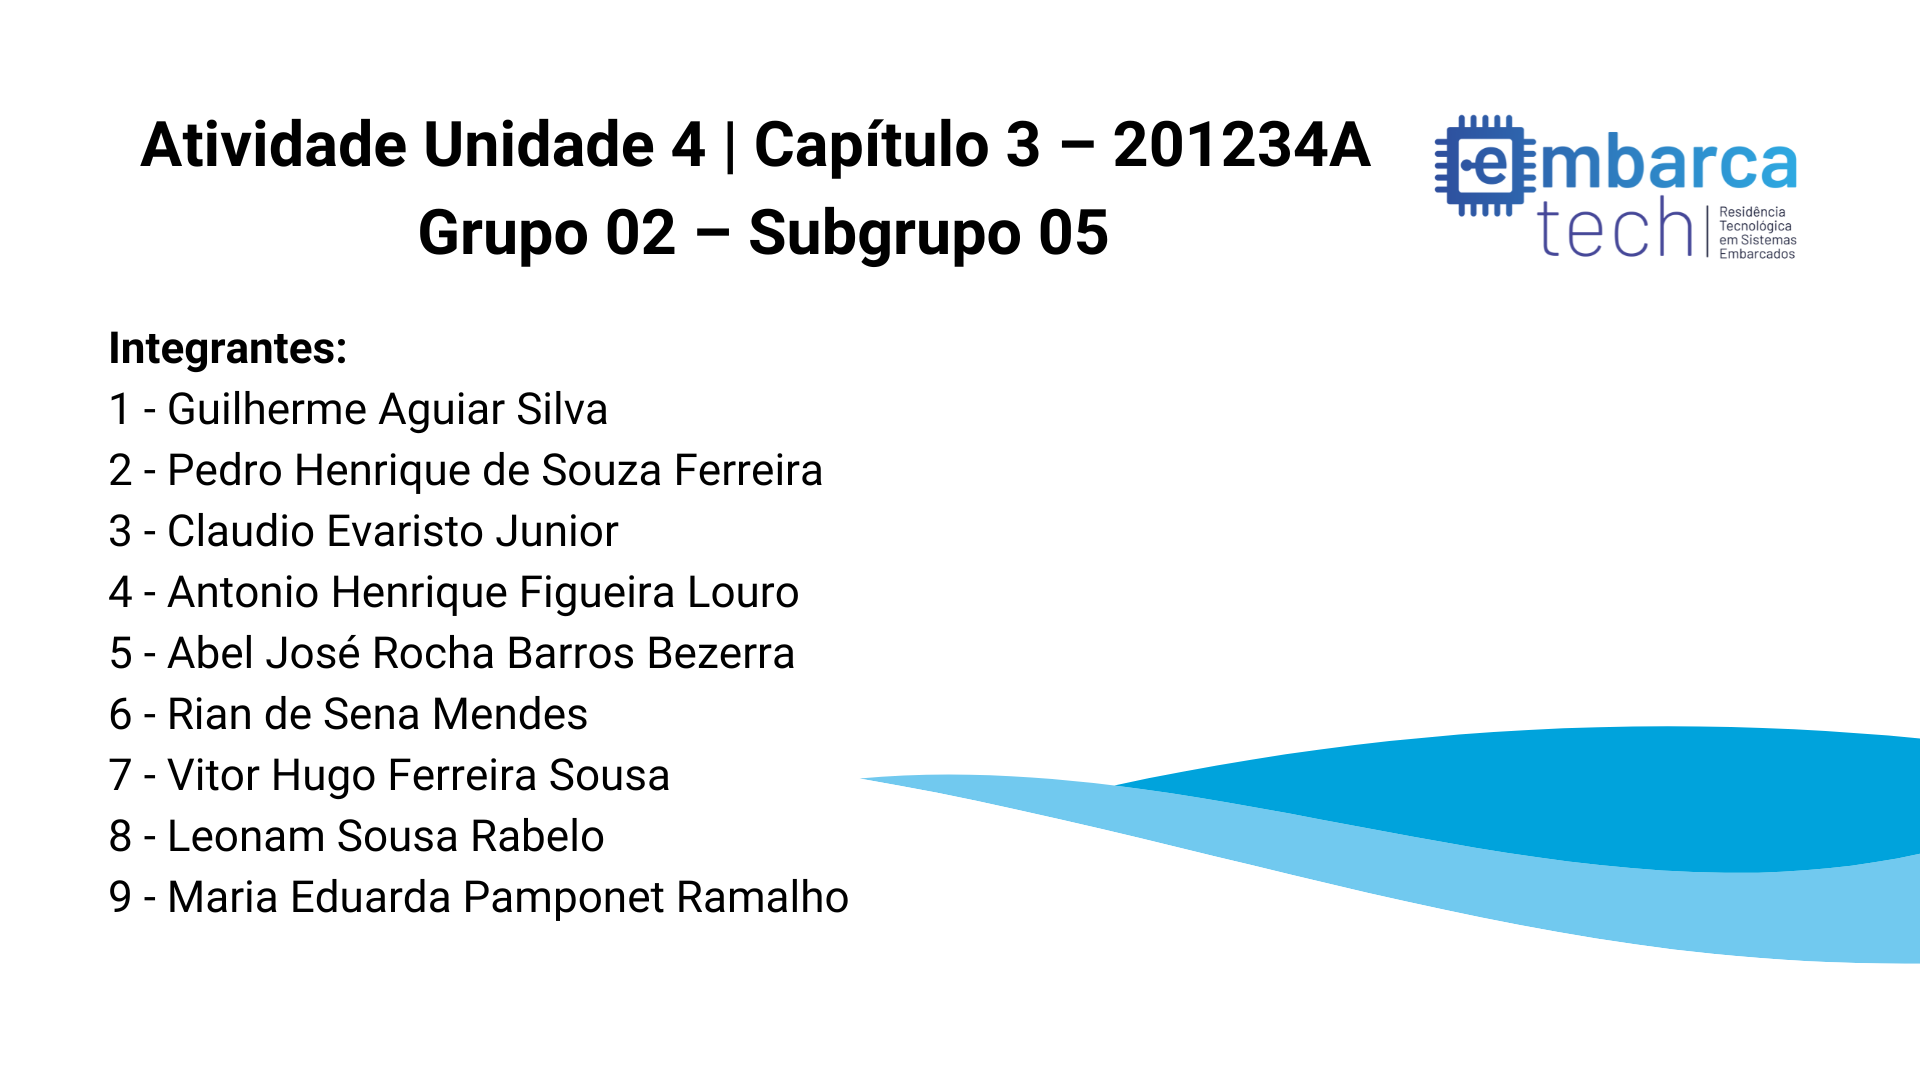 Atividade Unidade 4 | Capítulo 3 – 201234A
Grupo 02 – Subgrupo 05
embarca
tech
Residência
Tecnológica
em Sistemas
Embarcados
Integrantes:
1 - Guilherme Aguiar Silva
2 - Pedro Henrique de Souza Ferreira
3 - Claudio Evaristo Junior
4 - Antonio Henrique Figueira Louro
5 - Abel José Rocha Barros Bezerra
6 - Rian de Sena Mendes
7 - Vitor Hugo Ferreira Sousa
8 - Leonam Sousa Rabelo
9 - Maria Eduarda Pamponet Ramalho